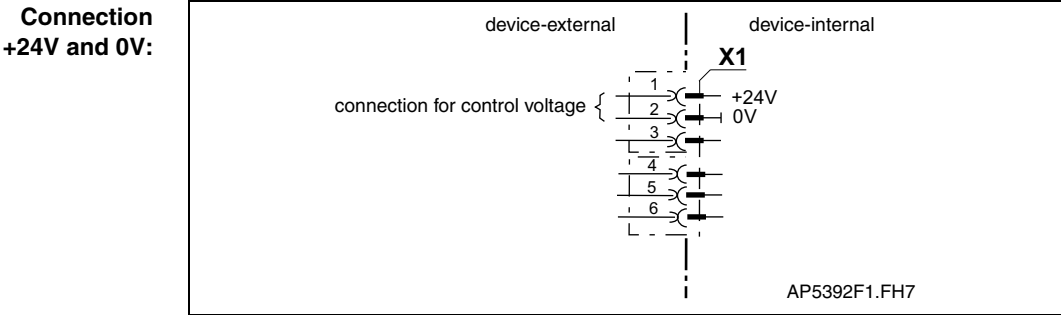 Connection
+24V and 0V:
device-external
device-internal
X1
1
+24V
connection for control voltage
2
0V
3
4
5
6
AP5392F1.FH7